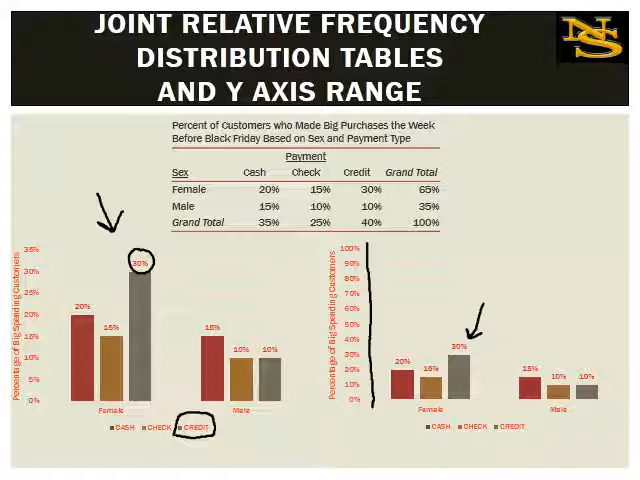 JOINT RELATIVE FREQUENCY
DISTRIBUTION TABLES
AND Y AXIS RANGE
NS
Percent of Customers who Made Big Purchases the Week
Before Black Friday Based on Sex and Payment Type
Payment
Sex Cash Check Credit Grand Total
Female 20% 15% 30% 65%
Male 15% 10% 10% 35%
Grand Total 35% 25% 40% 100%
Percentage of Big Spending Customers
35%
30%
25%
20%
15%
10%
5%
0%
20% 15% 30% 15% 10% 10%
Female Male
CASH CHECK CREDIT
Percentage of Big Spending Customers
100%
90%
80%
70%
60%
50%
40%
30%
20%
10%
0%
20% 15% 30% 15% 10% 10%
Female Male
CASH CHECK CREDIT